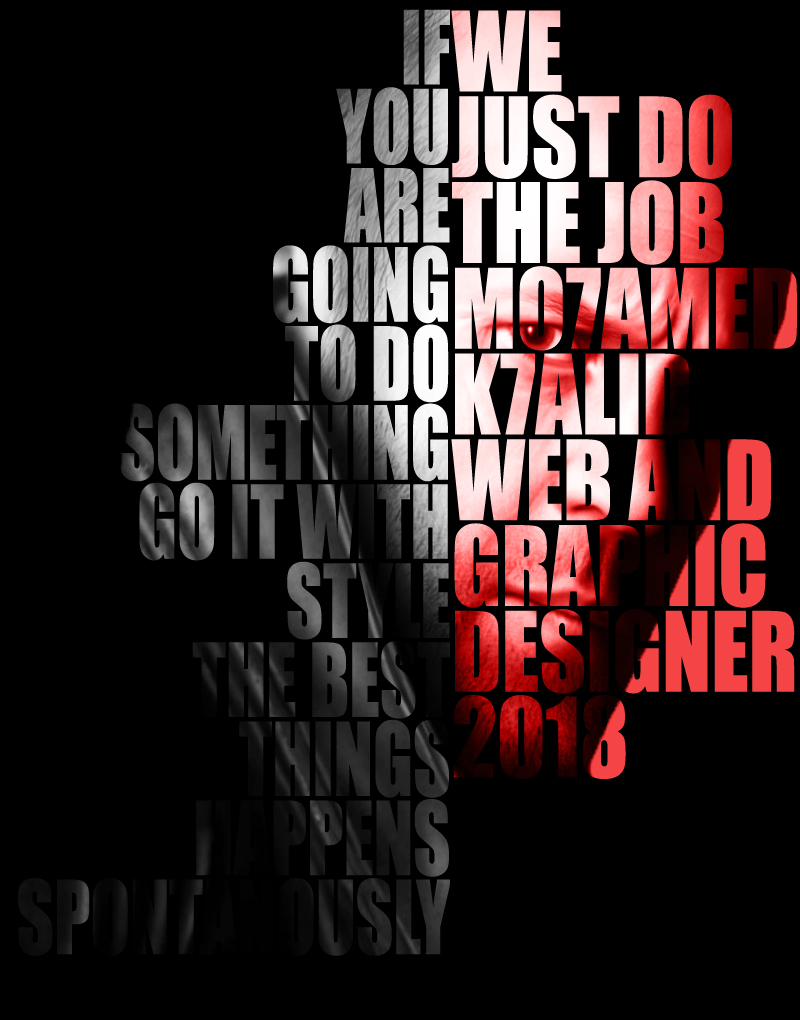 IF
YOU
ARE
GOING
TO DO
SOMETHING
GO IT WITH
STYLE
THE BEST
THINGS
HAPPENS
SPONTANOUSLY
WE
JUST DO
THE JOB
MO7AMED
K7ALID
WEB AND
GRAPHIC
DESIGNER
2018